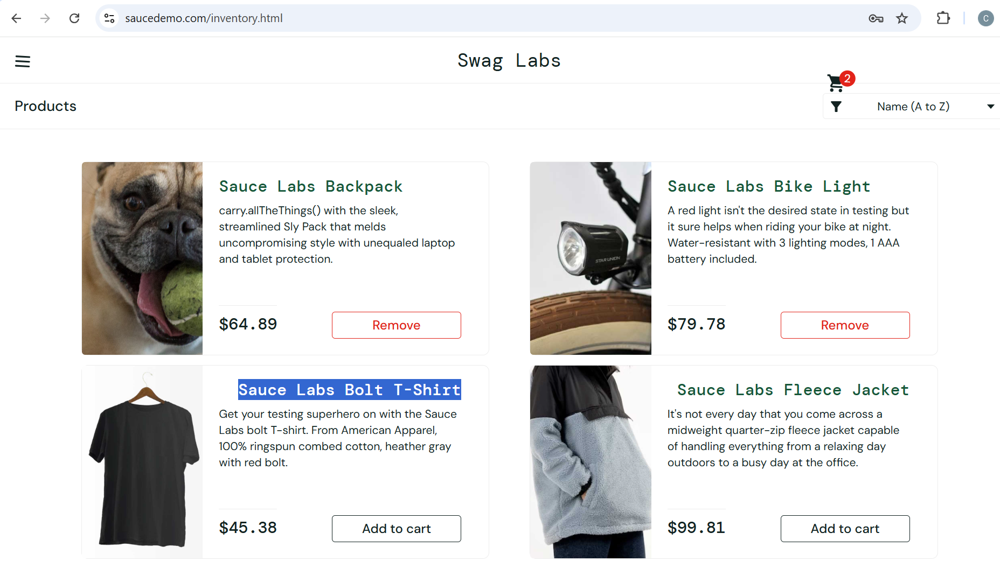 saucedemo.com/inventory.html
C
Swag Labs
2
Products
Name (A to Z)
Sauce Labs Backpack
carry.allTheThings() with the sleek,
streamlined Sly Pack that melds
uncompromising style with unequaled laptop
and tablet protection.
$64.89
Remove
Sauce Labs Bike Light
A red light isn't the desired state in testing but
it sure helps when riding your bike at night.
Water-resistant with 3 lighting modes, 1 AAA
battery included.
STAR UNION
$79.78
Remove
Sauce Labs Bolt T-Shirt
Get your testing superhero on with the Sauce
Labs bolt T-shirt. From American Apparel,
100% ringspun combed cotton, heather gray
with red bolt.
$45.38
Add to cart
Sauce Labs Fleece Jacket
It's not every day that you come across a
midweight quarter-zip fleece jacket capable
of handling everything from a relaxing day
outdoors to a busy day at the office.
$99.81
Add to cart